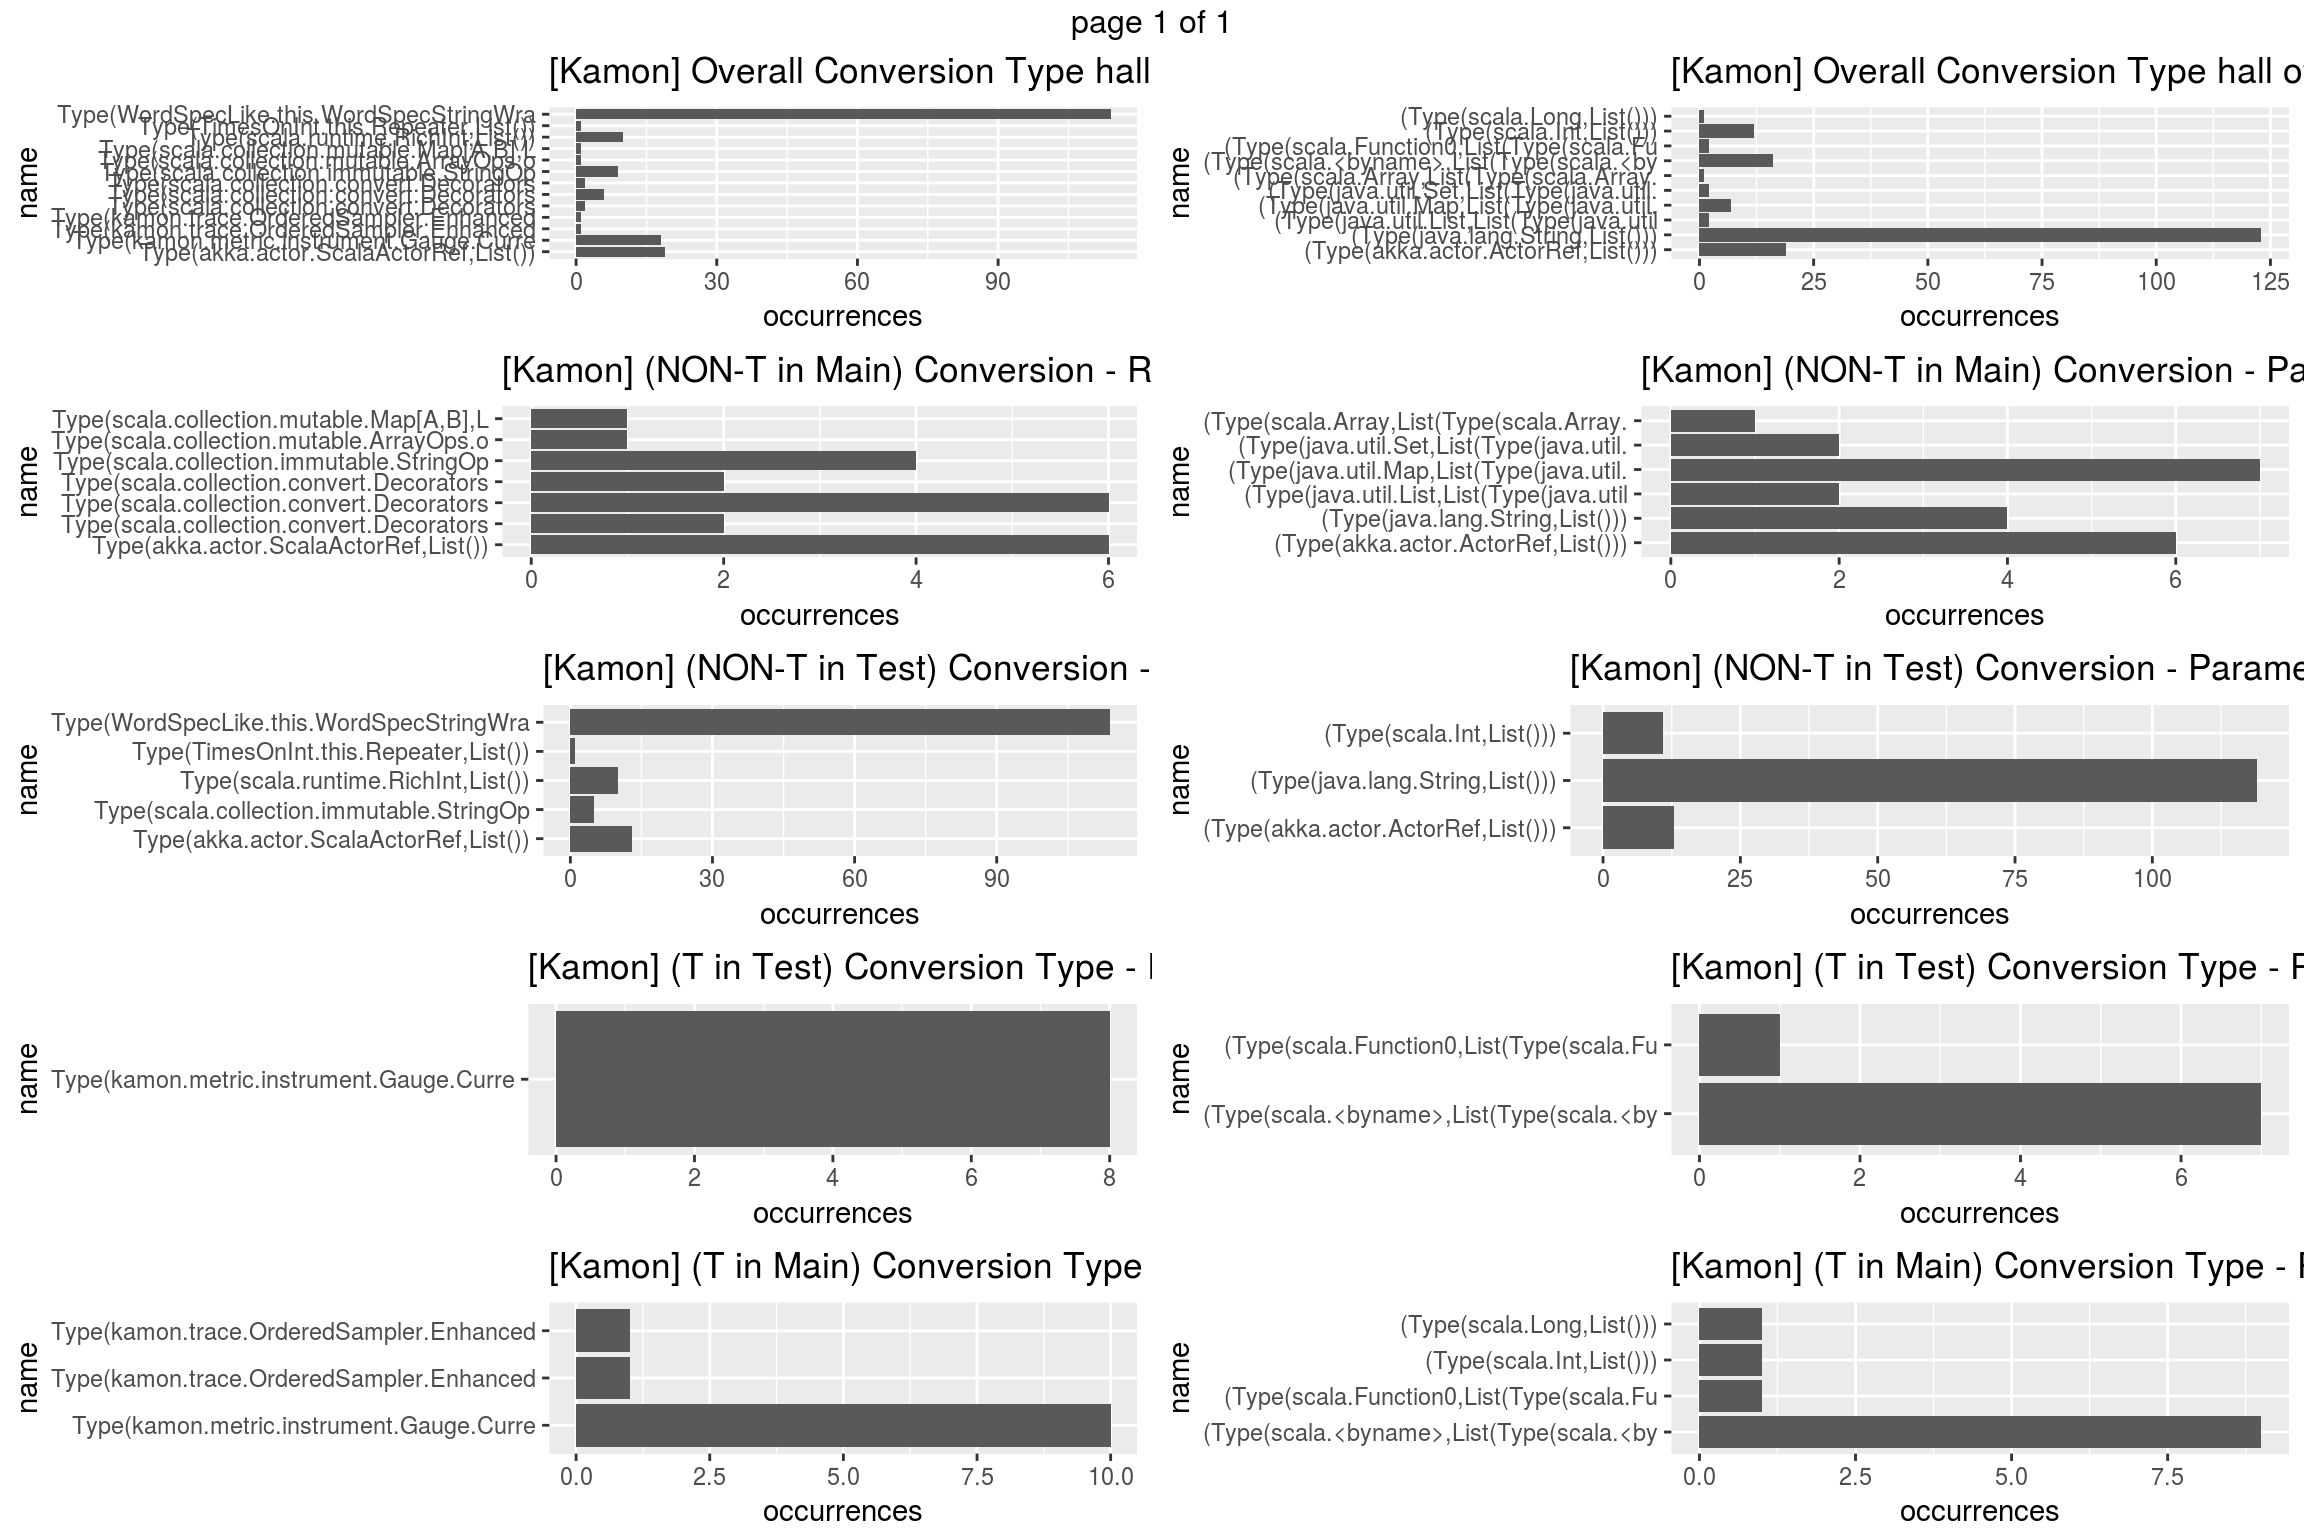 page 1 of 1
[Kamon] Overall Conversion Type hall
name
Type(WordSpecLike.this.WordSpecStringWra
Type(TimesOnInt.this.Repeater,List())
Type(scala.runtime.RichInt,List())
Type(scala.collection.mutable.Map[A,B],L
Type(scala.collection.mutable.ArrayOps.o
Type(scala.collection.immutable.StringOp
Type(scala.collection.convert.Decorators
Type(scala.collection.convert.Decorators
Type(scala.collection.convert.Decorators
Type(kamon.trace.OrderedSampler.Enhanced
Type(kamon.trace.OrderedSampler.Enhanced
Type(kamon.metric.instrument.Gauge.Curre
Type(akka.actor.ScalaActorRef,List())
0 30 60 90
occurrences
[Kamon] Overall Conversion Type hall o
name
(Type(scala.Long,List()))
(Type(scala.Int,List()))
(Type(scala.Function0,List(Type(scala.Fu
(Type(scala.<byname>,List(Type(scala.<by
(Type(scala.Array,List(Type(scala.Array.
(Type(java.util.Set,List(Type(java.util.
(Type(java.util.Map,List(Type(java.util.
(Type(java.util.List,List(Type(java.util
(Type(java.lang.String,List()))
(Type(akka.actor.ActorRef,List()))
0 25 50 75 100 125
occurrences
[Kamon] (NON-T in Main) Conversion - R
name
Type(scala.collection.mutable.Map[A,B],L
Type(scala.collection.mutable.ArrayOps.o
Type(scala.collection.immutable.StringOp
Type(scala.collection.convert.Decorators
Type(scala.collection.convert.Decorators
Type(scala.collection.convert.Decorators
Type(akka.actor.ScalaActorRef,List())
0 2 4 6
occurrences
[Kamon] (NON-T in Main) Conversion - Pa
name
(Type(scala.Array,List(Type(scala.Array.
(Type(java.util.Set,List(Type(java.util.
(Type(java.util.Map,List(Type(java.util.
(Type(java.util.List,List(Type(java.util
(Type(java.lang.String,List()))
(Type(akka.actor.ActorRef,List()))
0 2 4 6
occurrences
[Kamon] (NON-T in Test) Conversion -
name
Type(WordSpecLike.this.WordSpecStringWra
Type(TimesOnInt.this.Repeater,List())
Type(scala.runtime.RichInt,List())
Type(scala.collection.immutable.StringOp
Type(akka.actor.ScalaActorRef,List())
0 30 60 90
occurrences
[Kamon] (NON-T in Test) Conversion - Parame
name
(Type(scala.Int,List()))
(Type(java.lang.String,List()))
(Type(akka.actor.ActorRef,List()))
0 25 50 75 100
occurrences
[Kamon] (T in Test) Conversion Type -
name
Type(kamon.metric.instrument.Gauge.Curre
0 2 4 6 8
occurrences
[Kamon] (T in Test) Conversion Type - P
name
(Type(scala.Function0,List(Type(scala.Fu
(Type(scala.<byname>,List(Type(scala.<by
0 2 4 6
occurrences
[Kamon] (T in Main) Conversion Type
name
Type(kamon.trace.OrderedSampler.Enhanced
Type(kamon.trace.OrderedSampler.Enhanced
Type(kamon.metric.instrument.Gauge.Curre
0.0 2.5 5.0 7.5 10.0
occurrences
[Kamon] (T in Main) Conversion Type -
name
(Type(scala.Long,List()))
(Type(scala.Int,List()))
(Type(scala.Function0,List(Type(scala.Fu
(Type(scala.<byname>,List(Type(scala.<by
0.0 2.5 5.0 7.5
occurrences